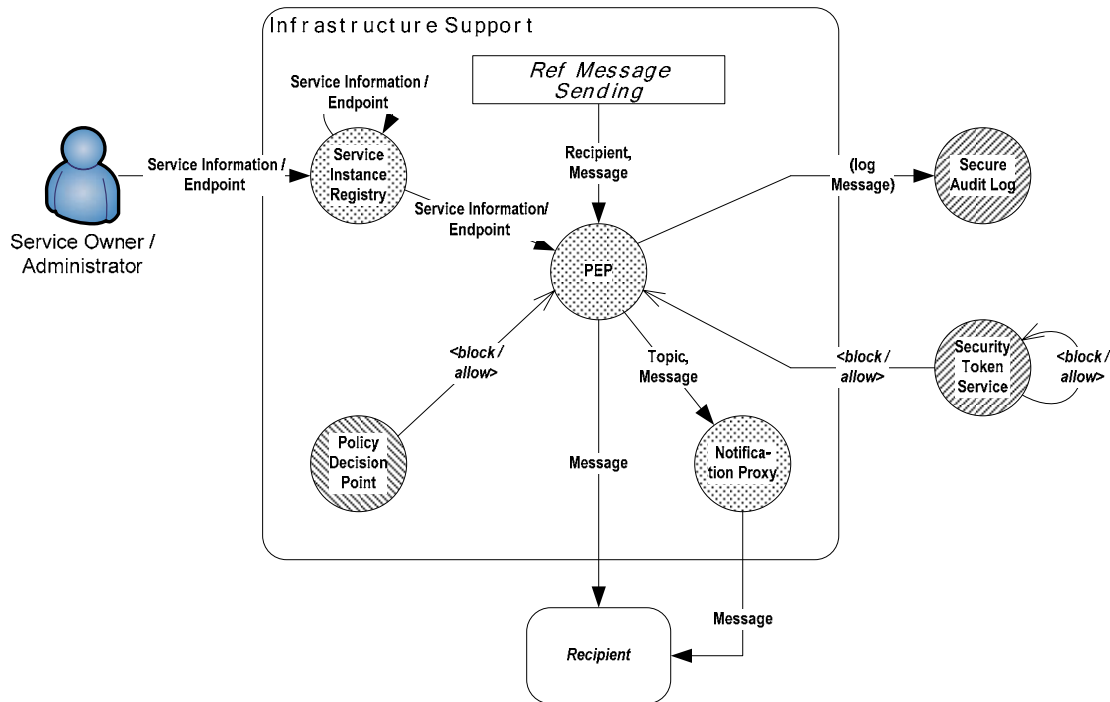 Infrastructure Support
Ref Message
Sending
Service Information /
Endpoint
Service Information /
Endpoint
Service
Instance
Registry
Recipient,
Message
(log
Message)
Secure
Audit Log
Service Information/
Endpoint
Service Owner /
Administrator
PEP
<block /
allow>
Topic,
Message
<block /
allow>
Security
Token
Service
<block /
allow>
Policy
Decision
Point
Message
Notifica-
tion Proxy
Message
Recipient